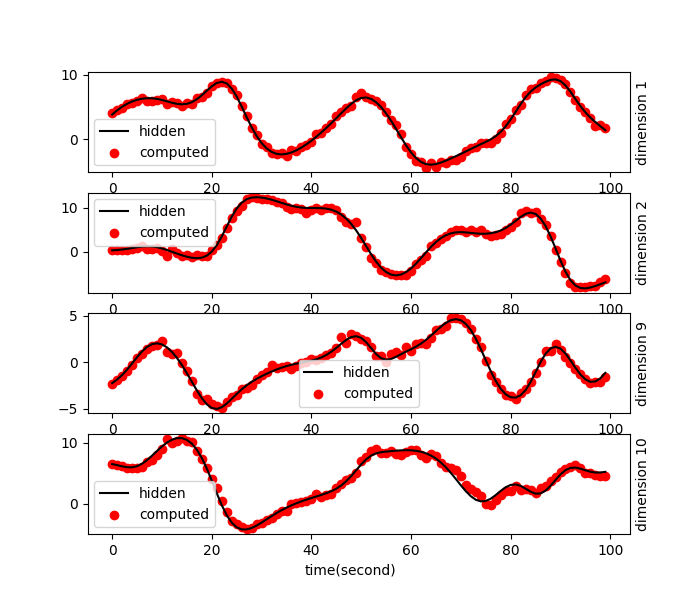 10
0
hidden
computed
dimension 1
0 20 40 60 80 100
10
0
hidden
computed
dimension 2
0 20 40 60 80 100
5
0
−5
hidden
computed
dimension 9
0 20 40 60 80 100
10
0
hidden
computed
dimension 10
0 20 40 60 80 100
time(second)